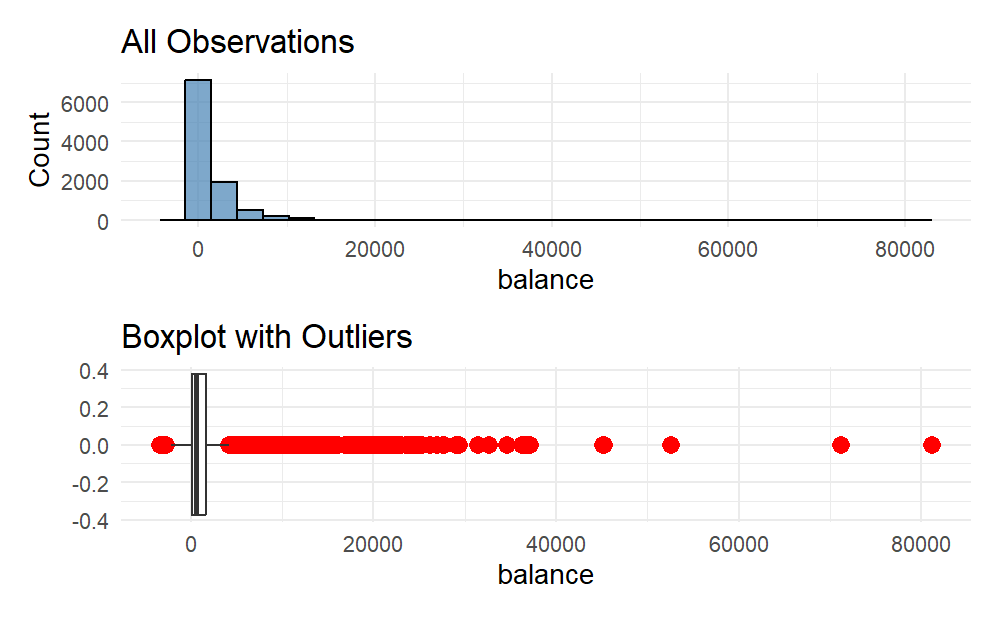 All Observations
Count
6000
4000
2000
0
0 20000 40000 60000 80000
balance
Boxplot with Outliers
0.4
0.2
0.0
-0.2
-0.4
0 20000 40000 60000 80000
balance